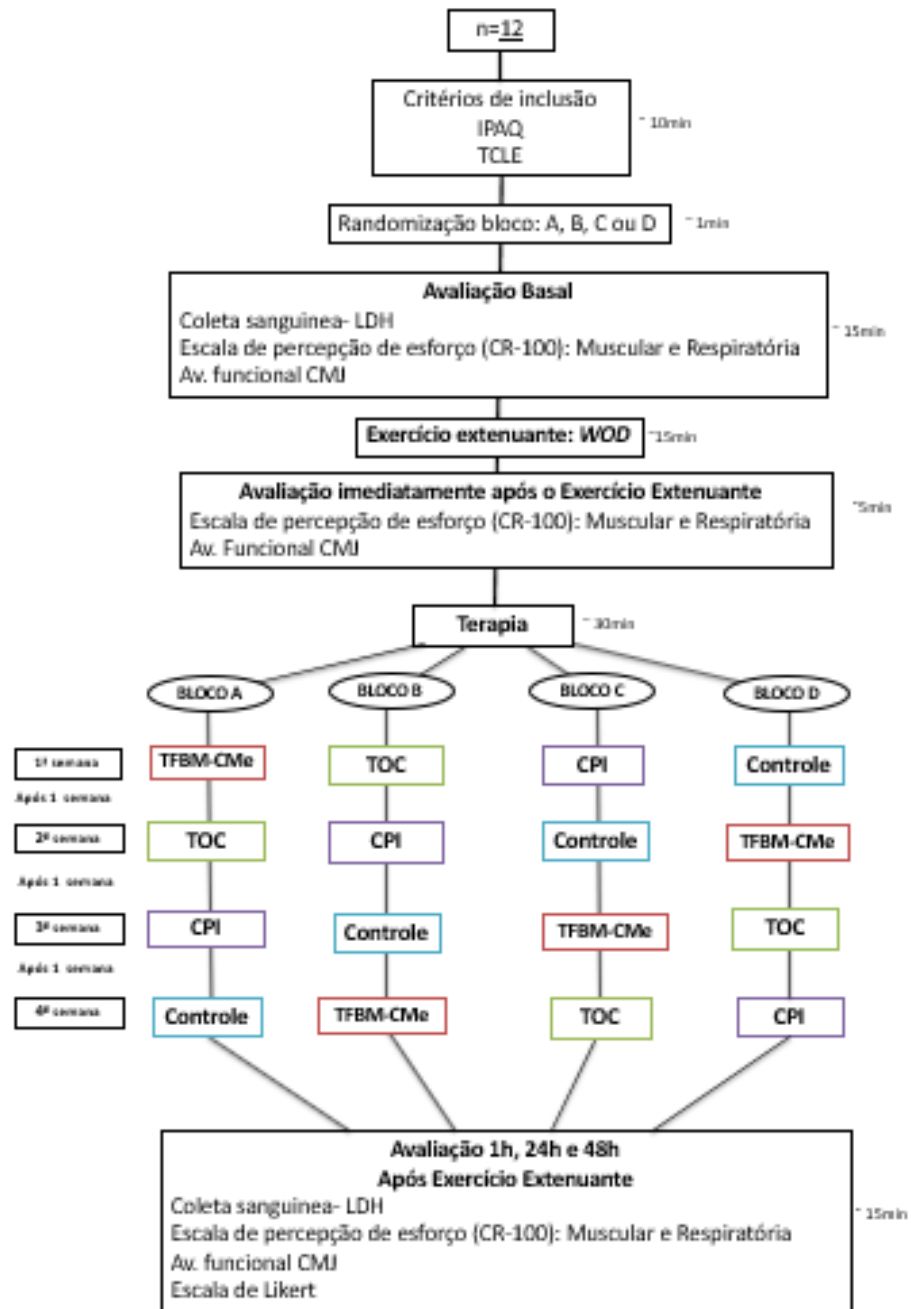 n=12
Critérios de inclusão
IPAQ
TCLE
~ 10min
Randomização bloco: A, B, C ou D
~ 1min
Avaliação Basal
Coleta sanguinea- LDH
Escala de percepção de esforço (CR-100): Muscular e Respiratória
Av. funcional CMJ
~ 15min
Exercício extenuante: WOD
~15min
Avaliação imediatamente após o Exercício Extenuante
Escala de percepção de esforço (CR-100): Muscular e Respiratória
Av. Funcional CMJ
~5min
Terapia
~ 30min
BLOCO A
BLOCO B
BLOCO C
BLOCO D
1ª semana
TFBM-CMe
TOC
CPI
Controle
Após 1 semana
2ª semana
TOC
CPI
Controle
TFBM-CMe
Após 1 semana
3ª semana
CPI
Controle
TFBM-CMe
TOC
Após 1 semana
4ª semana
Controle
TFBM-CMe
TOC
CPI
Avaliação 1h, 24h e 48h
Após Exercício Extenuante
Coleta sanguinea- LDH
Escala de percepção de esforço (CR-100): Muscular e Respiratória
Av. funcional CMJ
Escala de Likert
~ 15min